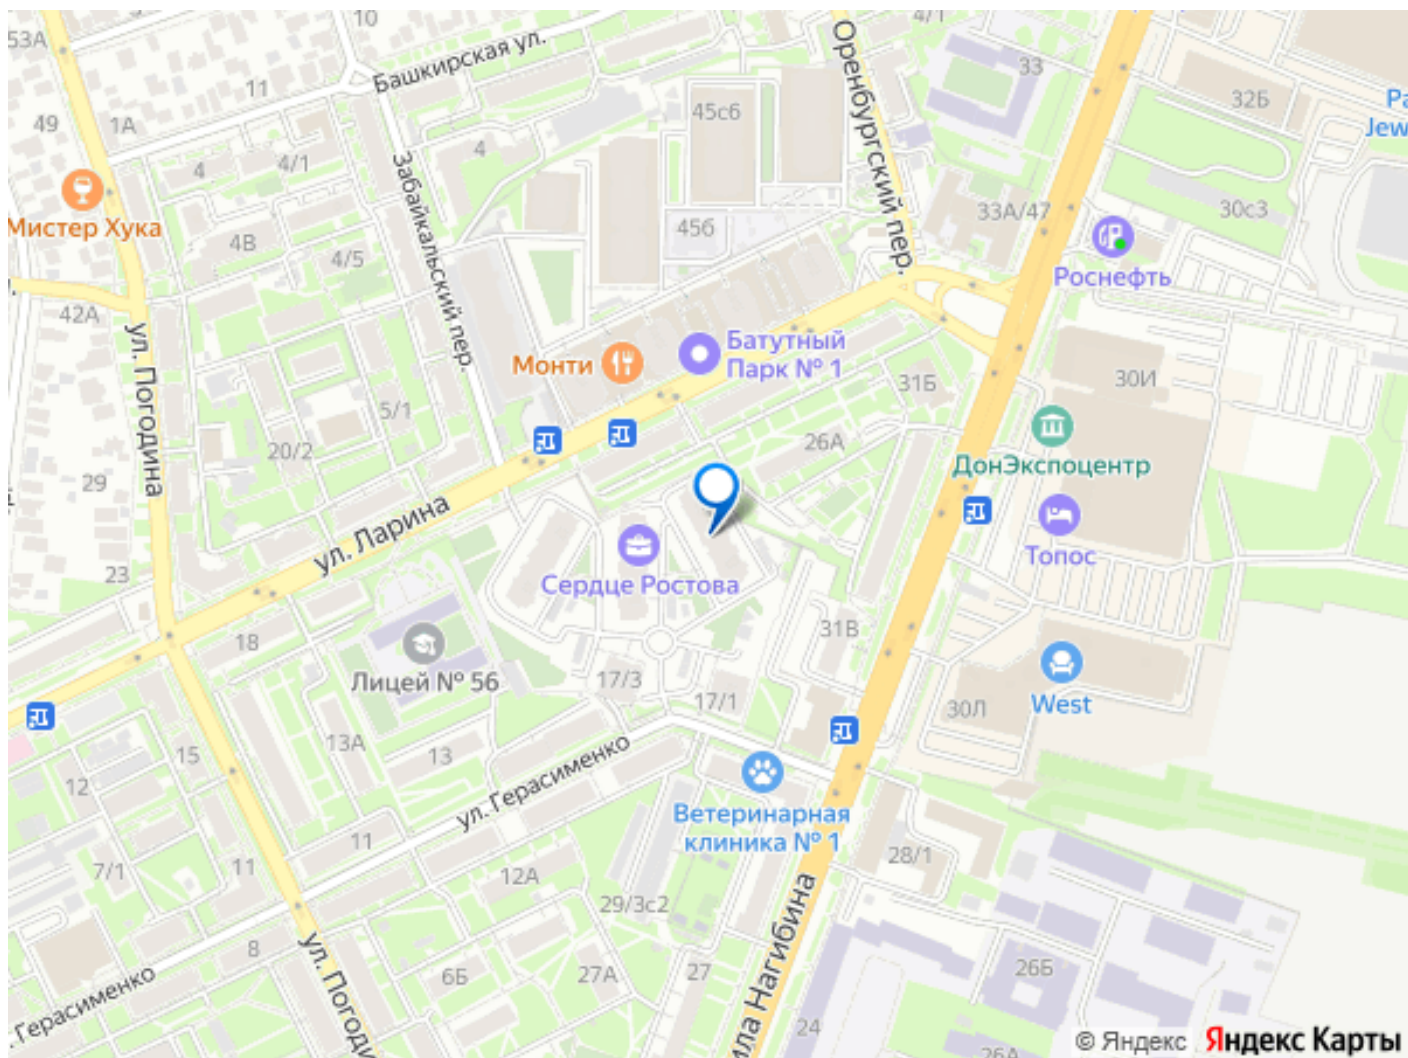 10
4/1
53А
Башкирская ул.
Оренбургский пер.
33
11
32Б
Pa
Jew
45с6
49
1А
4
4
4/1
Забайкальский пер.
33А/47
30с3
Мистер Хука
4В
45б
4/5
Роснефть
42А
ул. Погодина
Батутный
Парк № 1
Монти
30И
31Б
5/1
20/2
26А
ДонЭкспоцентр
29
ул. Ларина
Топос
23
Сердце Ростова
18
31В
Лицей № 56
17/3
17/1
West
30Л
13А
13
15
ул. Герасименко
12
Ветеринарная
клиника № 1
11
28/1
7/1
11
12А
29/3с2
ул. Погоди
8
6Б
27А
27
26Б
ила Нагибина
. Герасименко
24
26А
© Яндекс Яндекс Карты